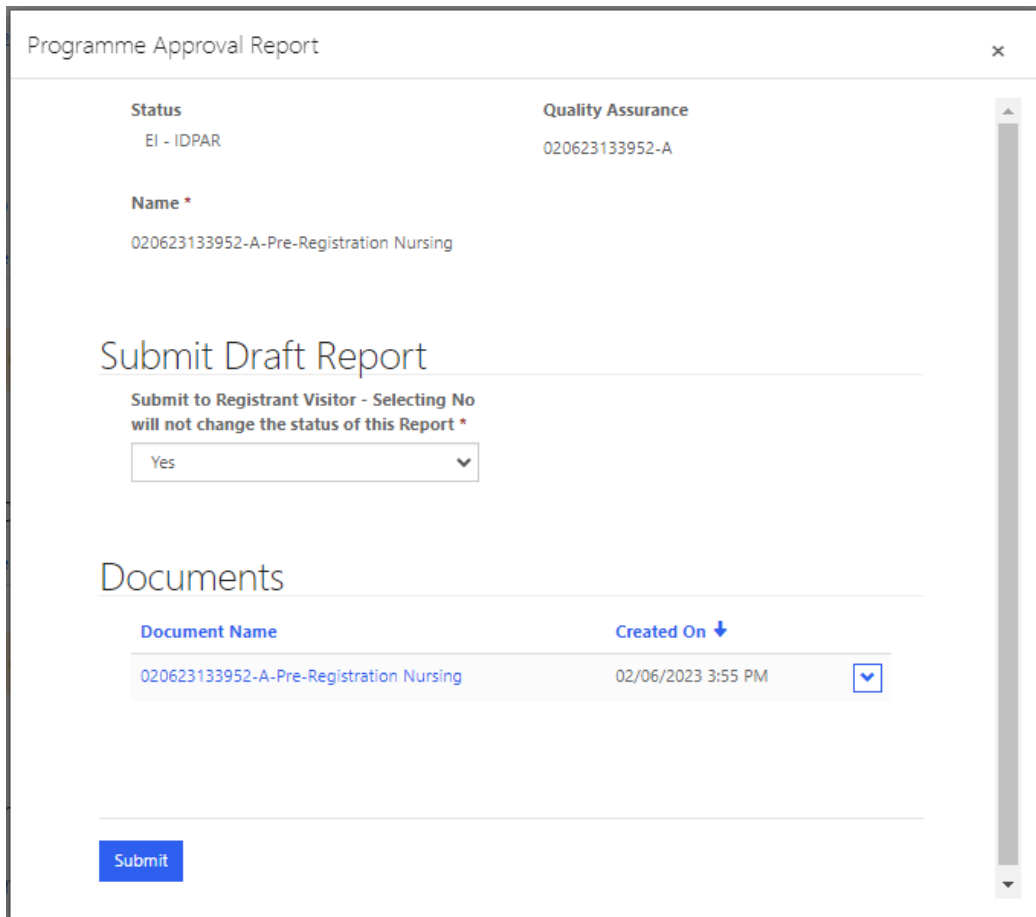 Programme Approval Report
×
Status
EI - IDPAR
Quality Assurance
020623133952-A
Name *
020623133952-A-Pre-Registration Nursing
Submit Draft Report
Submit to Registrant Visitor - Selecting No
will not change the status of this Report *
Yes
Documents
Document Name
Created On
020623133952-A-Pre-Registration Nursing
02/06/2023 3:55 PM
Submit